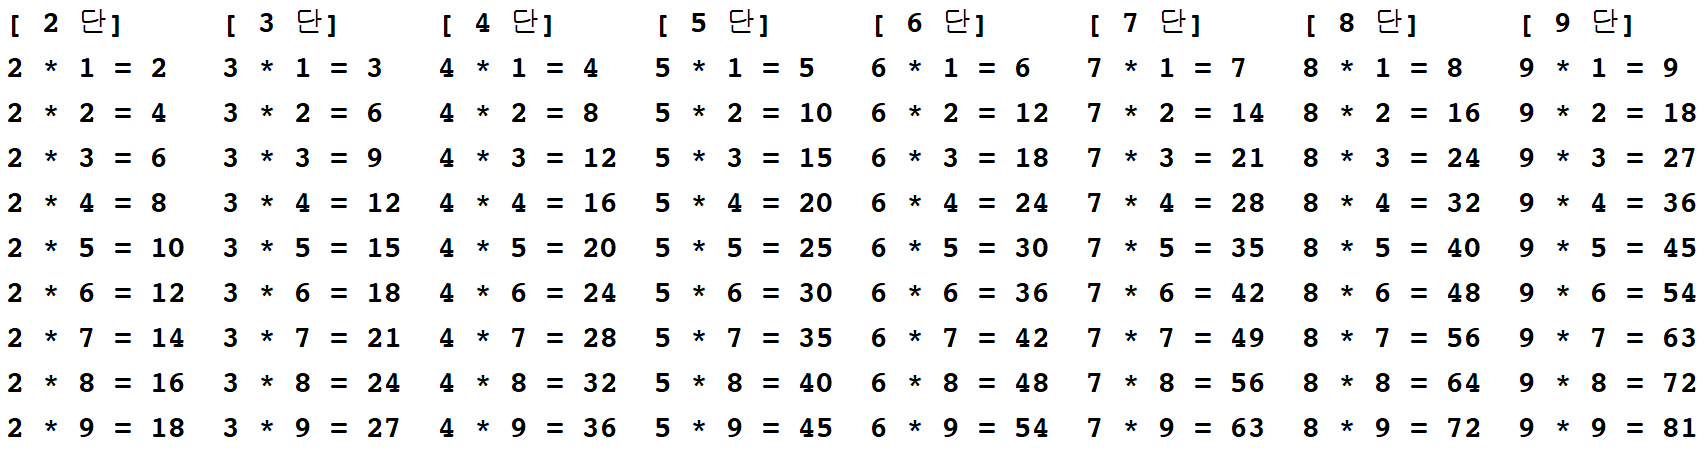 [ 2 단] [ 3 단] [ 4 단] [ 5 단] [ 6 단] [ 7 단] [ 8 단] [ 9 단]
2 * 1 = 2 3 * 1 = 3 4 * 1 = 4 5 * 1 = 5 6 * 1 = 6 7 * 1 = 7 8 * 1 = 8 9 * 1 = 9
2 * 2 = 4 3 * 2 = 6 4 * 2 = 8 5 * 2 = 10 6 * 2 = 12 7 * 2 = 14 8 * 2 = 16 9 * 2 = 18
2 * 3 = 6 3 * 3 = 9 4 * 3 = 12 5 * 3 = 15 6 * 3 = 18 7 * 3 = 21 8 * 3 = 24 9 * 3 = 27
2 * 4 = 8 3 * 4 = 12 4 * 4 = 16 5 * 4 = 20 6 * 4 = 24 7 * 4 = 28 8 * 4 = 32 9 * 4 = 36
2 * 5 = 10 3 * 5 = 15 4 * 5 = 20 5 * 5 = 25 6 * 5 = 30 7 * 5 = 35 8 * 5 = 40 9 * 5 = 45
2 * 6 = 12 3 * 6 = 18 4 * 6 = 24 5 * 6 = 30 6 * 6 = 36 7 * 6 = 42 8 * 6 = 48 9 * 6 = 54
2 * 7 = 14 3 * 7 = 21 4 * 7 = 28 5 * 7 = 35 6 * 7 = 42 7 * 7 = 49 8 * 7 = 56 9 * 7 = 63
2 * 8 = 16 3 * 8 = 24 4 * 8 = 32 5 * 8 = 40 6 * 8 = 48 7 * 8 = 56 8 * 8 = 64 9 * 8 = 72
2 * 9 = 18 3 * 9 = 27 4 * 9 = 36 5 * 9 = 45 6 * 9 = 54 7 * 9 = 63 8 * 9 = 72 9 * 9 = 81